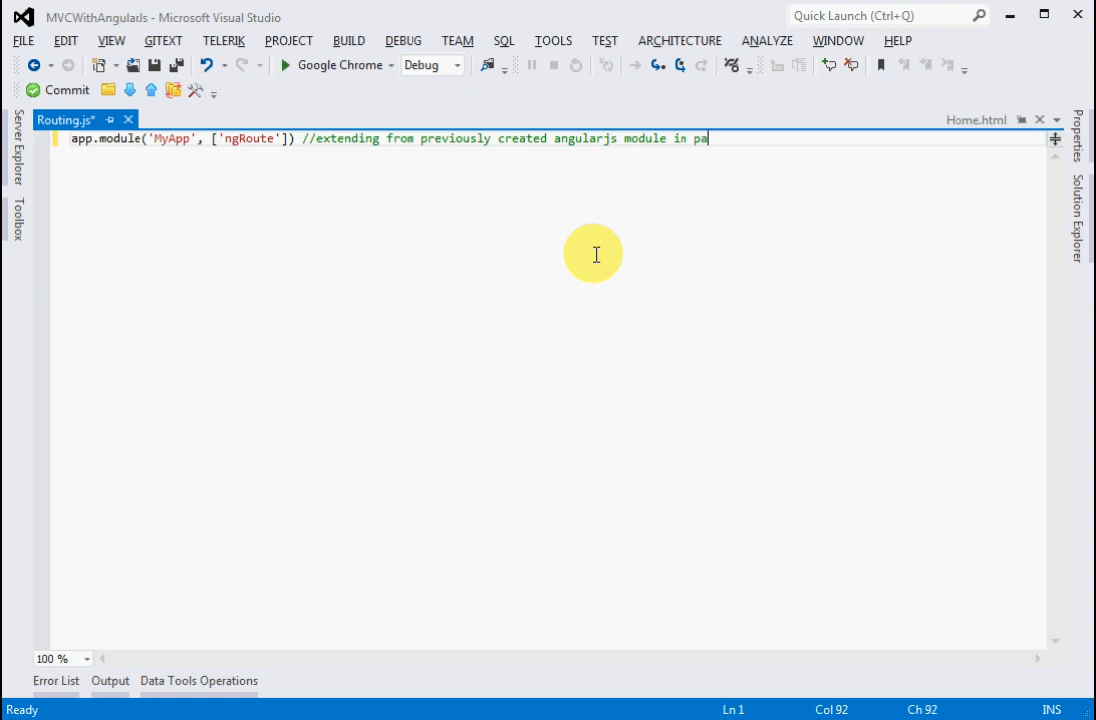 MVCWithAngularJs - Microsoft Visual Studio
Quick Launch (Ctrl+Q)
FILE EDIT VIEW GITEXT TELERIK PROJECT BUILD DEBUG TEAM SQL TOOLS TEST ARCHITECTURE ANALYZE WINDOW HELP
Google Chrome Debug
Commit
Routing.js* Home.html
Server Explorer
Toolbox
Properties
Solution Explorer
app.module('MyApp', ['ngRoute']) //extending from previously created angularjs module in pa
100 %
Error List Output Data Tools Operations
Ready Ln 1 Col 92 Ch 92 INS